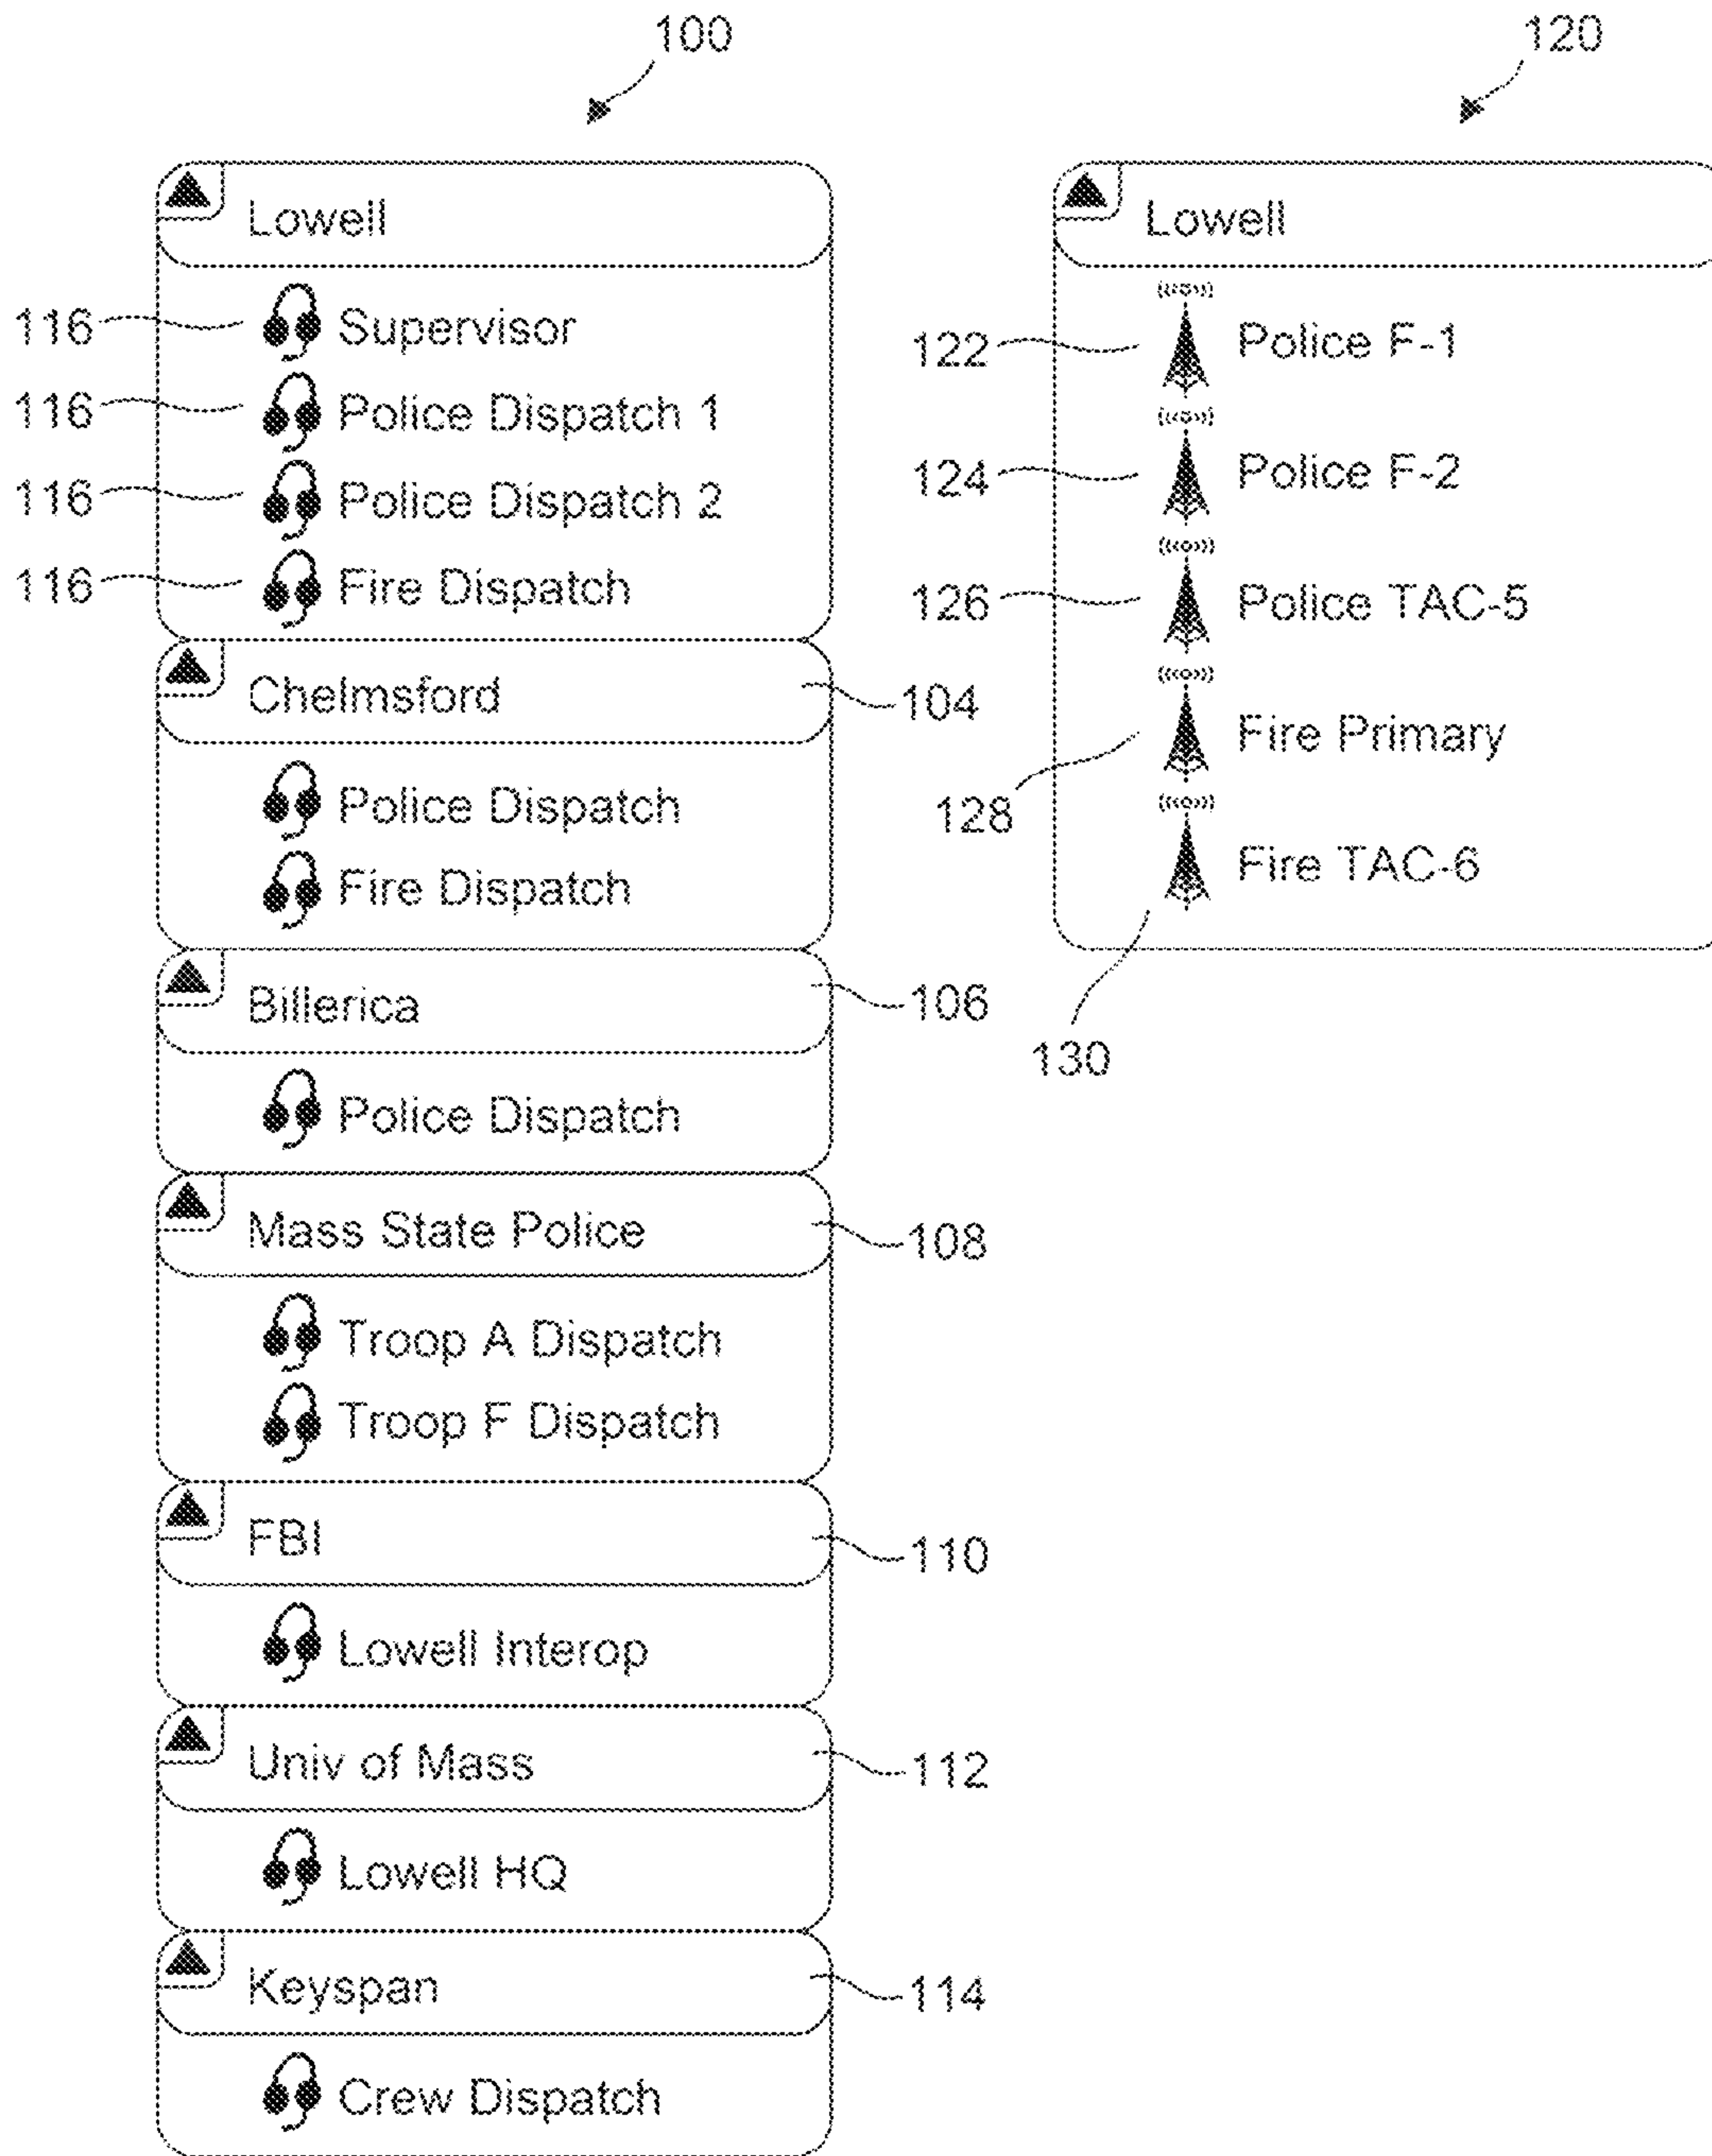 100
120
Lowell
116 Supervisor
116 Police Dispatch 1
116 Police Dispatch 2
116 Fire Dispatch
Chelmsford 104
Police Dispatch
Fire Dispatch
Billerica 106
Police Dispatch
Mass State Police 108
Troop A Dispatch
Troop F Dispatch
FBI 110
Lowell Interop
Univ of Mass 112
Lowell HQ
Keyspan 114
Crew Dispatch
Lowell
122 Police F-1
124 Police F-2
126 Police TAC-5
128 Fire Primary
130 Fire TAC-6